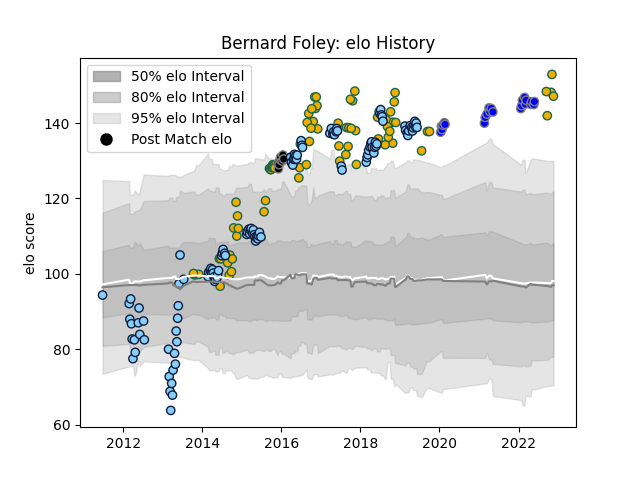 Bernard Foley: elo History
50% elo Interval
80% elo Interval
95% elo Interval
Post Match elo
elo score
140
120
100
80
60
2012 2014 2016 2018 2020 2022